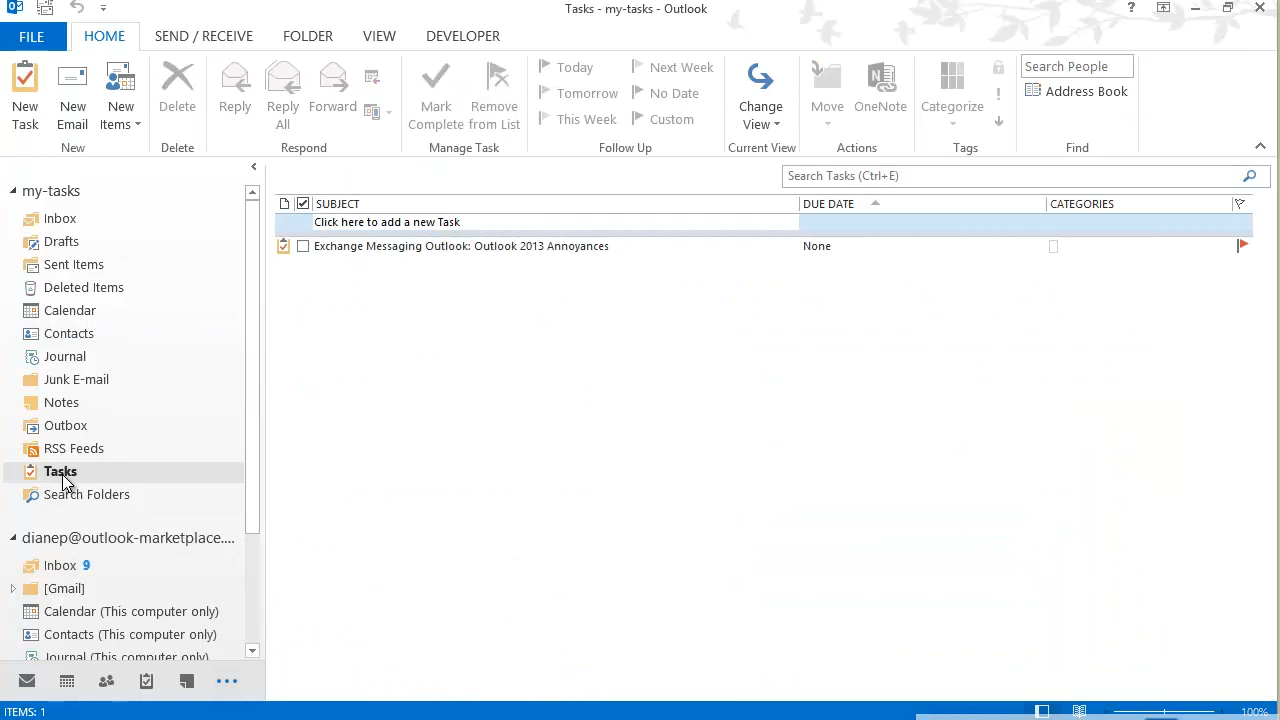 Tasks - my-tasks - Outlook
?
FILE HOME SEND / RECEIVE FOLDER VIEW DEVELOPER
New Task
New Email
New Items
New
Delete
Delete
Reply
Reply All
Forward
Respond
Mark Complete
Remove from List
Manage Task
Today
Tomorrow
This Week
Next Week
No Date
Custom
Follow Up
Change View
Current View
Move
OneNote
Actions
Categorize
Tags
Search People
Address Book
Find
my-tasks
Inbox
Drafts
Sent Items
Deleted Items
Calendar
Contacts
Journal
Junk E-mail
Notes
Outbox
RSS Feeds
Tasks
Search Folders
dianep@outlook-marketplace....
Inbox 9
[Gmail]
Calendar (This computer only)
Contacts (This computer only)
Journal (This computer only)
Search Tasks (Ctrl+E)
SUBJECT DUE DATE CATEGORIES
Click here to add a new Task
Exchange Messaging Outlook: Outlook 2013 Annoyances None
ITEMS: 1
100%